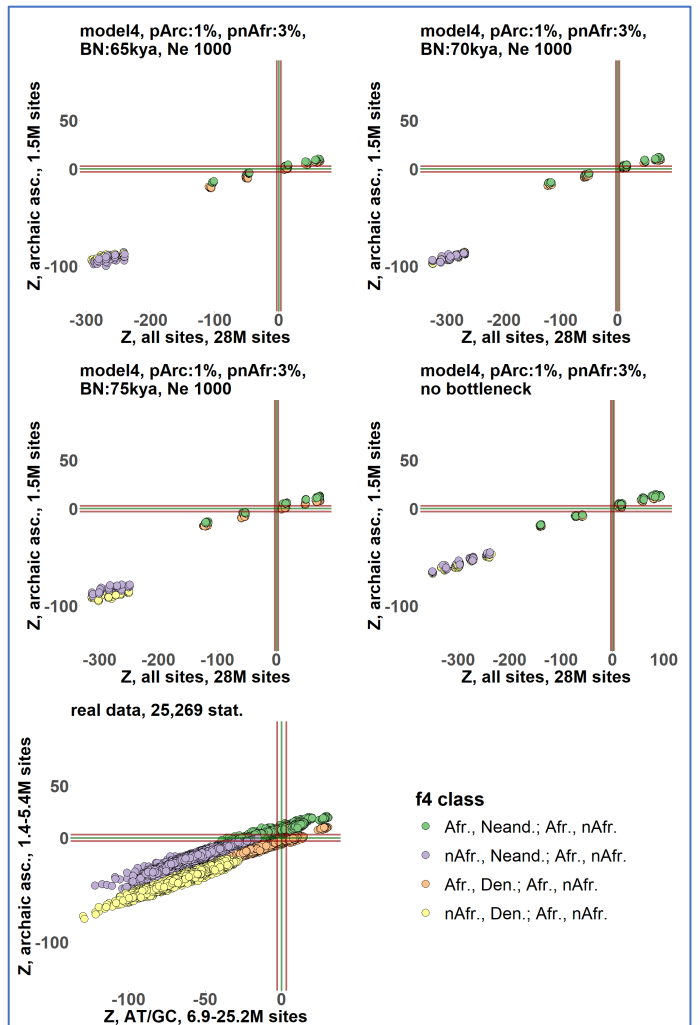 model4, pArc:1%, pnAfr:3%,
BN:65kya, Ne 1000
Z, archaic asc., 1.5M sites
50
0
-100
-300
-100
0
Z, all sites, 28M sites
model4, pArc:1%, pnAfr:3%,
BN:70kya, Ne 1000
Z, archaic asc., 1.5M sites
50
0
-100
-300
-100
0
Z, all sites, 28M sites
model4, pArc:1%, pnAfr:3%,
BN:75kya, Ne 1000
Z, archaic asc., 1.5M sites
50
0
-100
-300
-100
0
Z, all sites, 28M sites
model4, pArc:1%, pnAfr:3%,
no bottleneck
Z, archaic asc., 1.5M sites
50
0
-100
-300
-100
0
100
Z, all sites, 28M sites
real data, 25,269 stat.
Z, archaic asc., 1.4-5.4M sites
50
0
-100
-100
-50
0
Z, AT/GC, 6.9-25.2M sites
f4 class
Afr., Neand.; Afr., nAfr.
nAfr., Neand.; Afr., nAfr.
Afr., Den.; Afr., nAfr.
nAfr., Den.; Afr., nAfr.